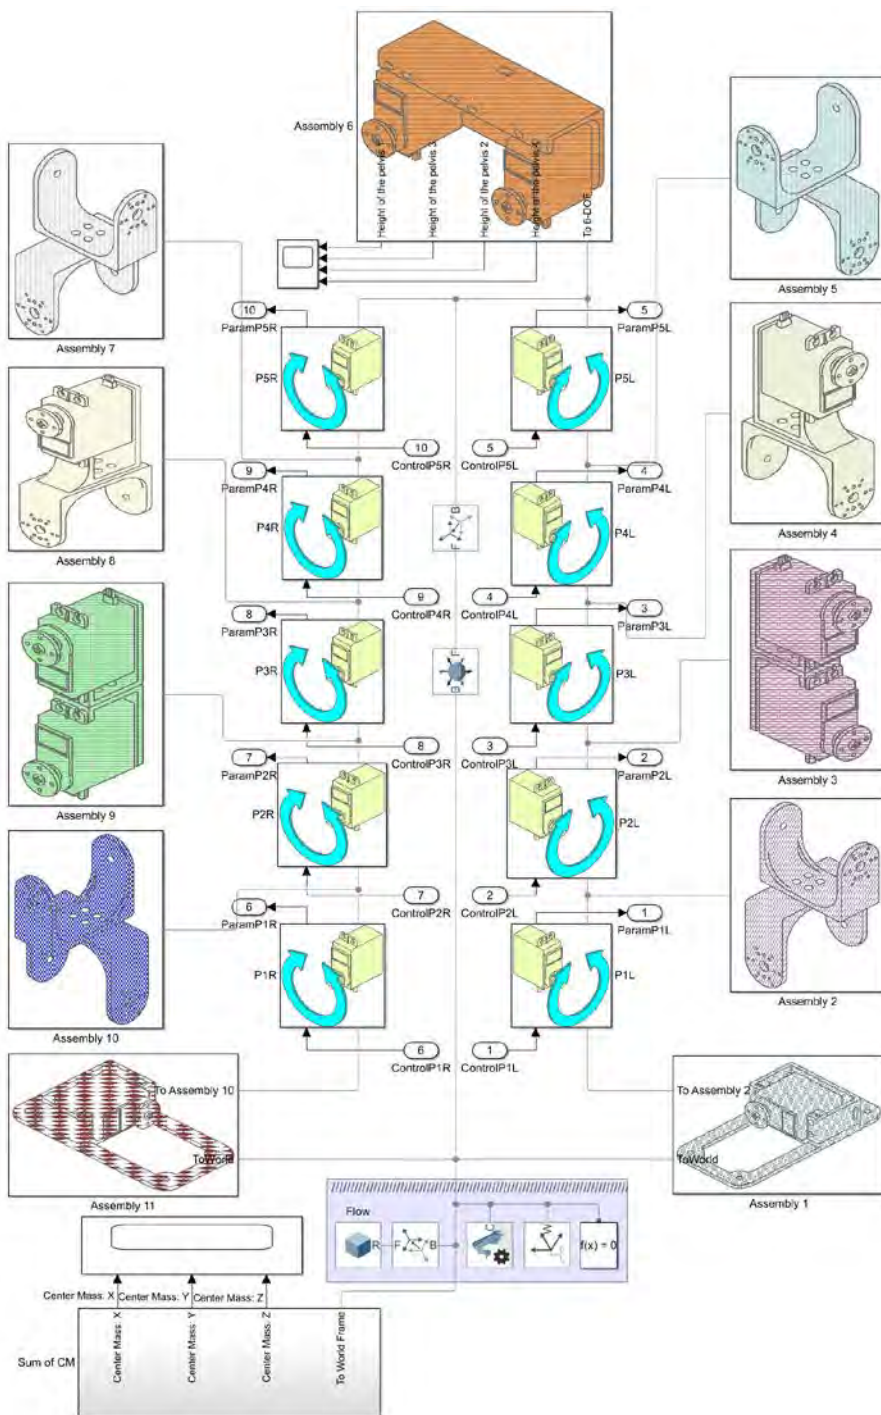 Assembly 6
Height of the pelvis 1
Height of the pelvis 3
Height of the pelvis 2
Height of the pelvis 4
To 6-DOF
Assembly 7
Assembly 5
10
ParamP5R
P5R
5
ParamP5L
P5L
10
ControlP5R
5
ControlP5L
9
ParamP4R
P4R
4
ParamP4L
P4L
B
F
Assembly 8
Assembly 4
9
ControlP4R
4
ControlP4L
8
ParamP3R
P3R
3
ParamP3L
P3L
F
B
8
ControlP3R
3
ControlP3L
7
ParamP2R
P2R
2
ParamP2L
P2L
Assembly 9
Assembly 3
7
ControlP2R
2
ControlP2L
6
ParamP1R
P1R
1
ParamP1L
P1L
Assembly 10
Assembly 2
6
ControlP1R
1
ControlP1L
To Assembly 10
ToWorld
Assembly 11
To Assembly 2
ToWorld
Assembly 1
Flow
R
F
B
C
W
f(x) = 0
Center Mass: X
Center Mass: Y
Center Mass: Z
Center Mass: X
Center Mass: Y
Center Mass: Z
To World Frame
Sum of CM